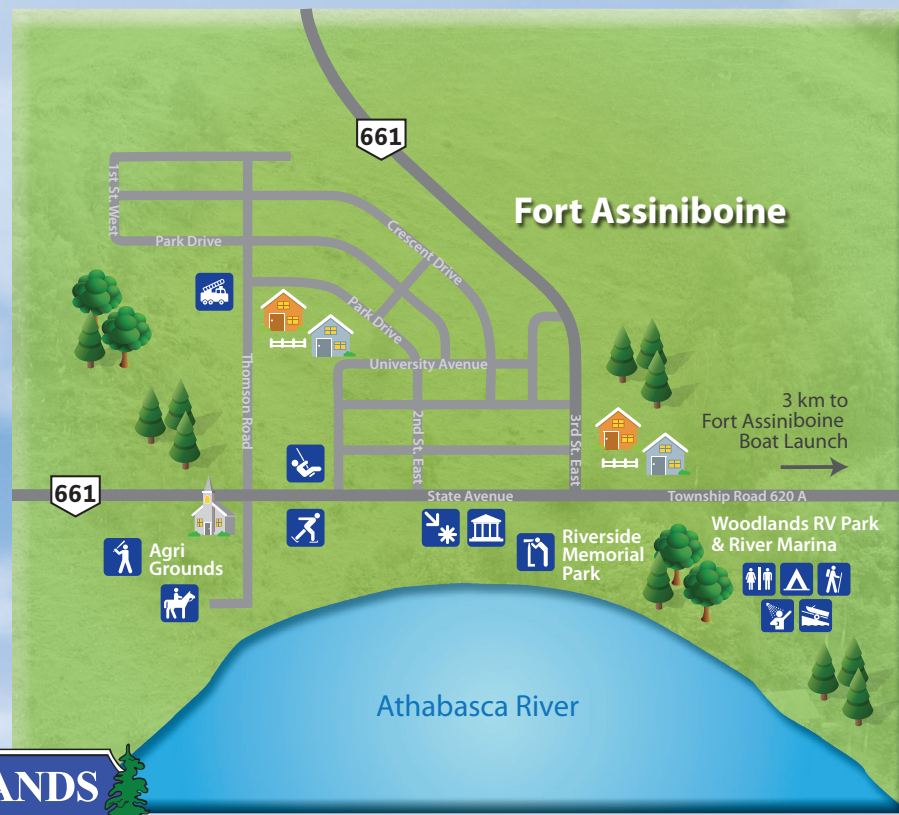 661
Fort Assiniboine
1st St. West
Crescent Drive
Park Drive
Park Drive
University Avenue
Thomson Road
2nd St. East
3rd St. East
3 km to
Fort Assiniboine
Boat Launch
661
State Avenue
Township Road 620 A
Agri
Grounds
Riverside
Memorial
Park
Woodlands RV Park
& River Marina
Athabasca River
ANDS